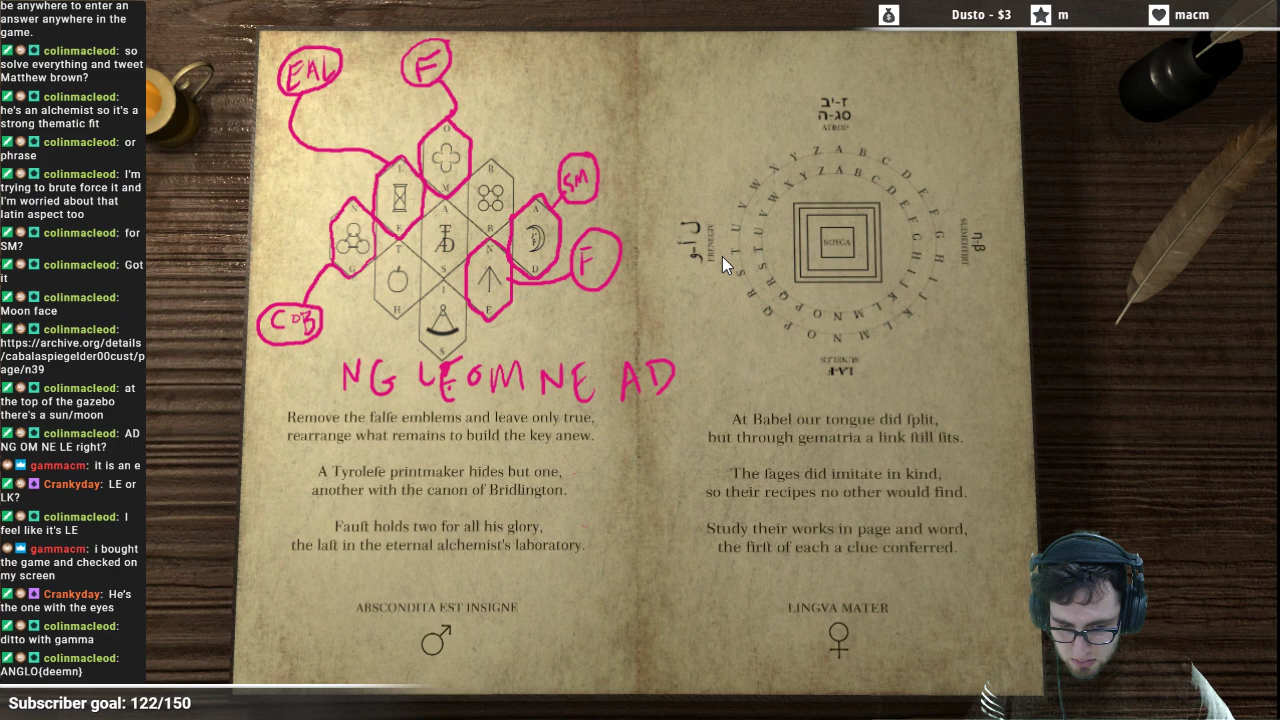 be anywhere to enter an
answer anywhere in the
game.
colinmacleod: so
solve everything and tweet
Matthew brown?
colinmacleod:
he's an alchemist so it's a
strong thematic fit
colinmacleod: or
phrase
colinmacleod: I'm
trying to brute force it and
I'm worried about that
latin aspect too
colinmacleod: for
SM?
colinmacleod: Got
it
colinmacleod:
Moon face
colinmacleod:
https://archive.org/details
/cabalaspiegelder00cust/p
age/n39
colinmacleod: at
the top of the gazebo
there's a sun/moon
colinmacleod: AD
NG OM NE LE right?
gammacm: it is an e
Crankyday: LE or
LK?
colinmacleod: I
feel like it's LE
gammacm: i bought
the game and checked on
my screen
Crankyday: He's
the one with the eyes
colinmacleod:
ditto with gamma
colinmacleod:
ANGLO{deemn}
Subscriber goal: 122/150
Dusto - $3
m
macm
EAL
F
SM
F
COB
NG LEOM NE AD
Remove the falſe emblems and leave only true,
rearrange what remains to build the key anew.
A Tyroleſe printmaker hides but one,
another with the canon of Bridlington.
Fauſt holds two for all his glory,
the laſt in the eternal alchemist's laboratory.
ABSCONDITA EST INSIGNE
♂
ז-יב
סג-ה
ATROP
A B C D E F G H I J K L M N O P Q R S T U V W X Y Z
A B C D E F G H I J K L M N O P Q R S T U V W X Y Z
SOYGA
At Babel our tongue did ſplit,
but through gematria a link ſtill fits.
The ſages did imitate in kind,
so their recipes no other would find.
Study their works in page and word,
the firſt of each a clue conferred.
LINGVA MATER
♀